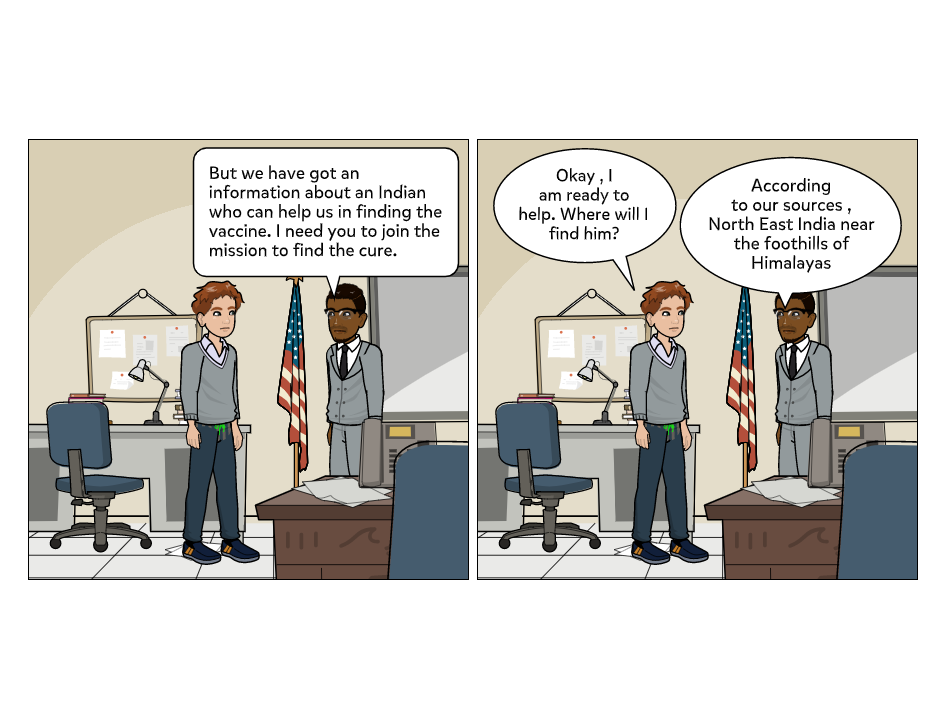 But we have got an
information about an Indian
who can help us in finding the
vaccine. I need you to join the
mission to find the cure.
Okay , I
am ready to
help. Where will I
find him?
According
to our sources ,
North East India near
the foothills of
Himalayas